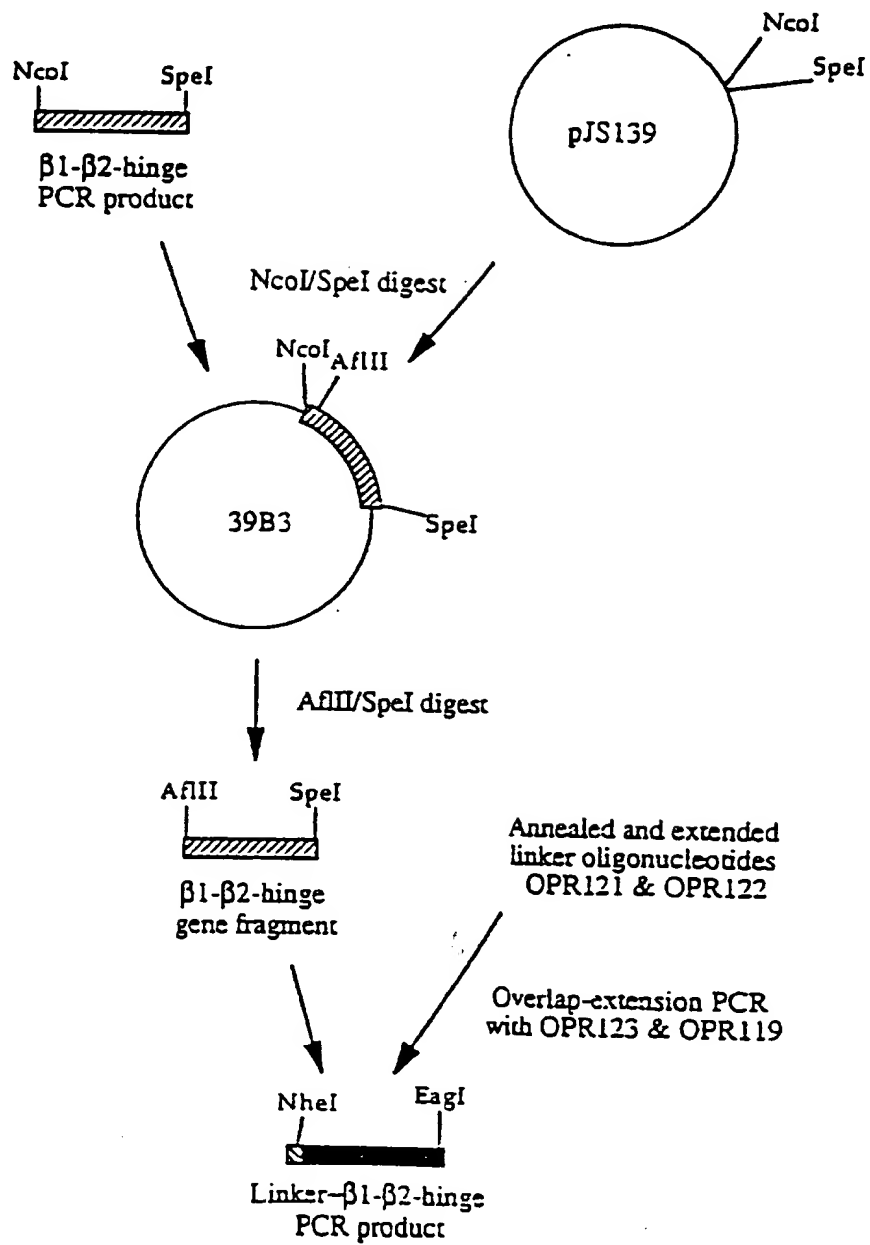 NcoI
SpeI
β1-β2-hinge
PCR product
NcoI
SpeI
pJS139
NcoI/SpeI digest
NcoI
AflII
39B3
SpeI
AflII/SpeI digest
AflII
SpeI
β1-β2-hinge
gene fragment
Annealed and extended
linker oligonucleotides
OPR121 & OPR122
Overlap-extension PCR
with OPR123 & OPR119
NheI
EagI
Linker-β1-β2-hinge
PCR product